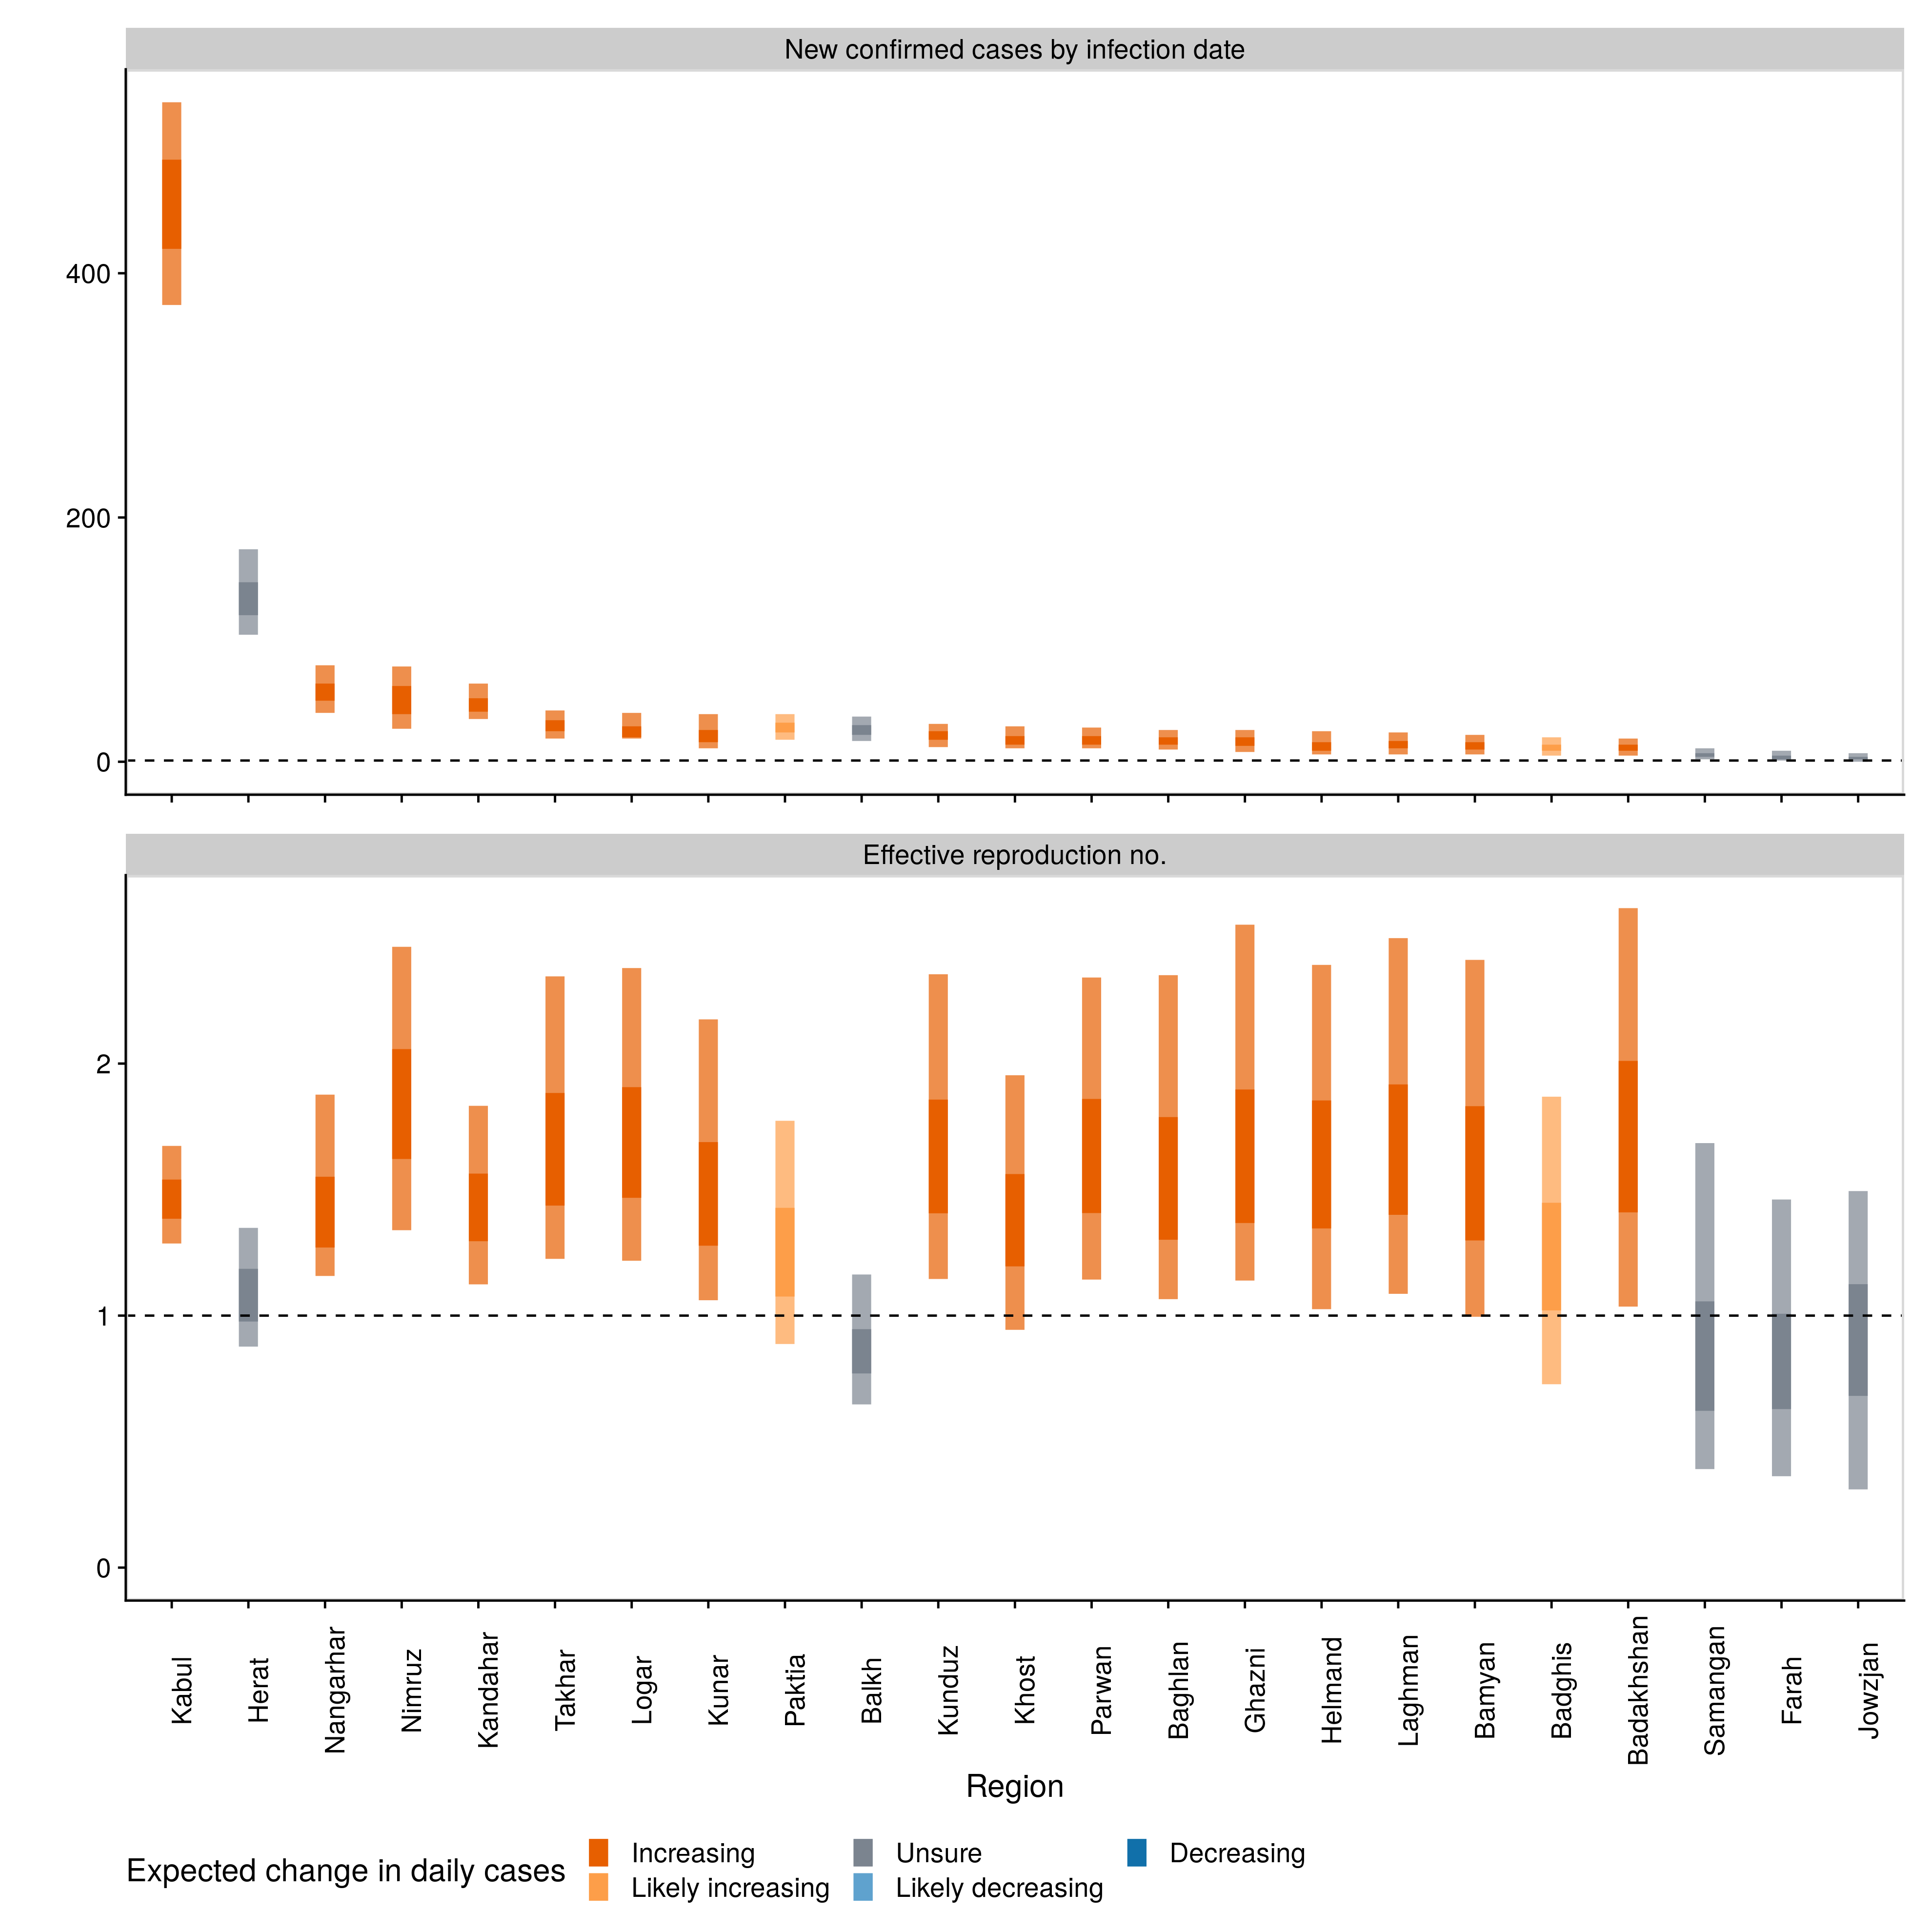 New confirmed cases by infection date
400
200
0
Effective reproduction no.
2
1
0
Kabul
Herat
Nangarhar
Nimruz
Kandahar
Takhar
Logar
Kunar
Paktia
Balkh
Kunduz
Khost
Parwan
Baghlan
Ghazni
Helmand
Laghman
Bamyan
Badghis
Badakhshan
Samangan
Farah
Jowzjan
Region
Expected change in daily cases
Increasing
Likely increasing
Unsure
Likely decreasing
Decreasing